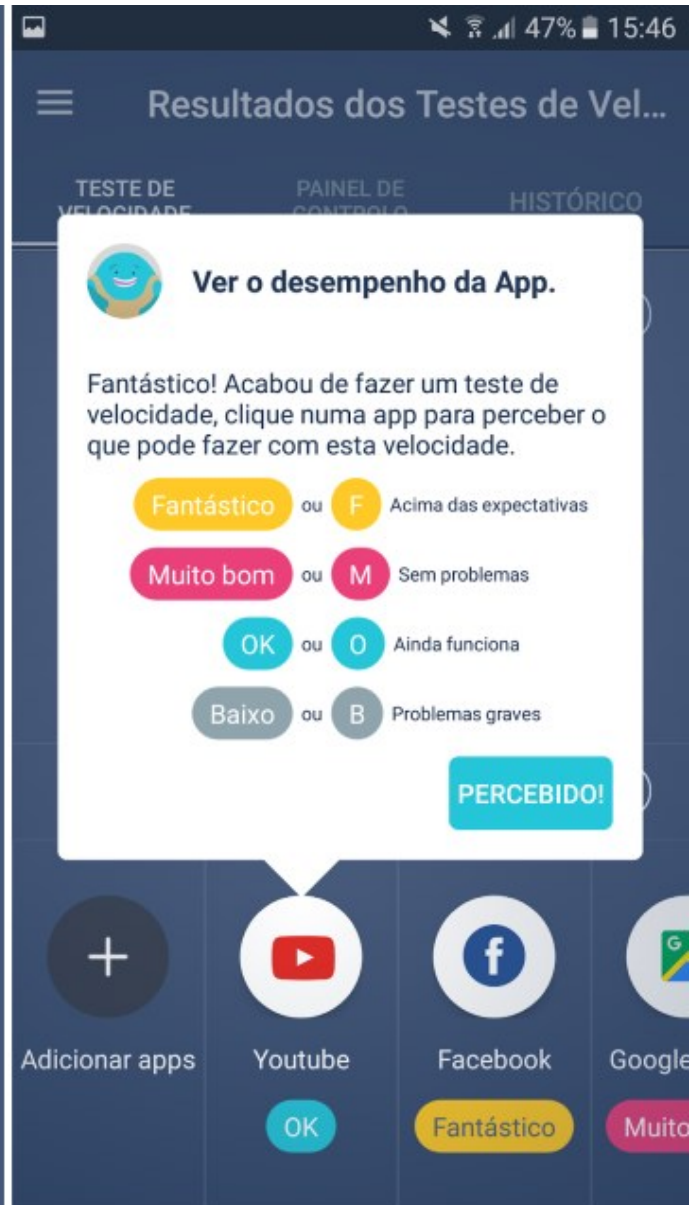 47% 15:46
Resultados dos Testes de Vel...
TESTE DE VELOCIDADE
PAINEL DE CONTROLO
HISTÓRICO
Ver o desempenho da App.
Fantástico! Acabou de fazer um teste de
velocidade, clique numa app para perceber o
que pode fazer com esta velocidade.
Fantástico ou F Acima das expectativas
Muito bom ou M Sem problemas
OK ou O Ainda funciona
Baixo ou B Problemas graves
PERCEBIDO!
Adicionar apps Youtube Facebook Google
OK Fantástico Muito